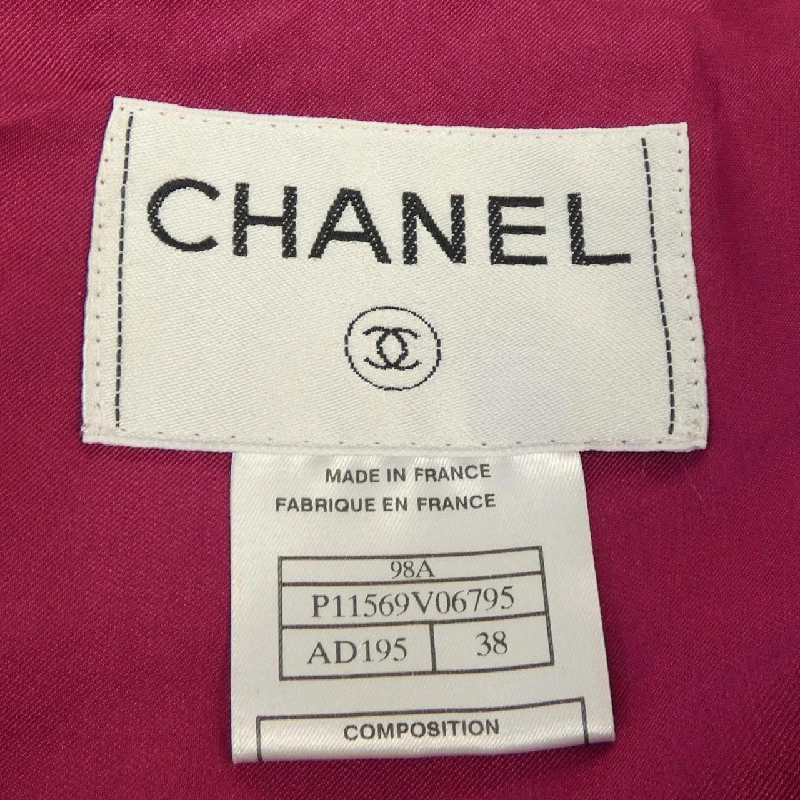 CHANEL
MADE IN FRANCE
FABRIQUE EN FRANCE
98A
P11569V06795
AD195 38
COMPOSITION